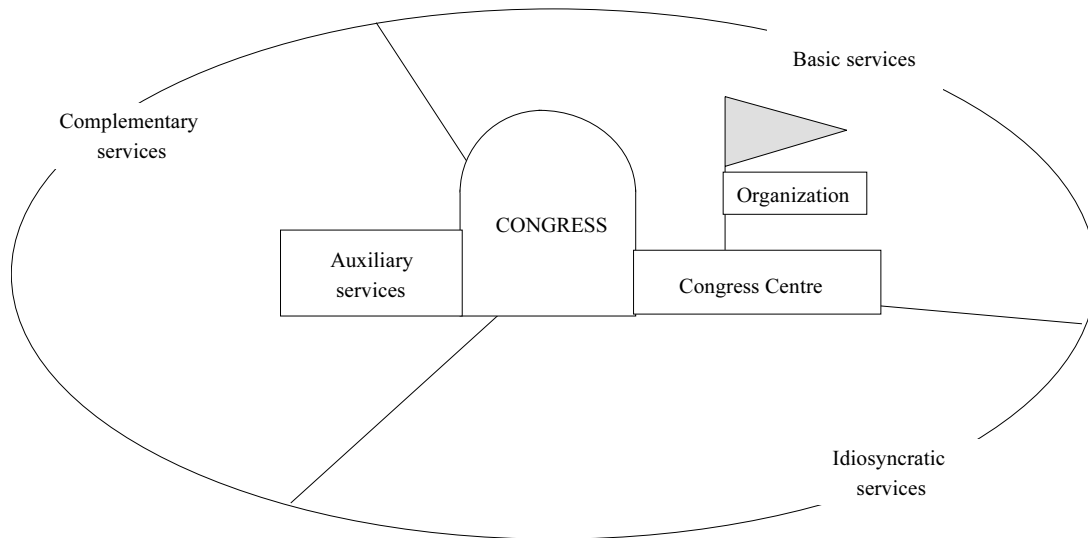 Basic services
Complementary
services
Organization
CONGRESS
Auxiliary
services
Congress Centre
Idiosyncratic
services